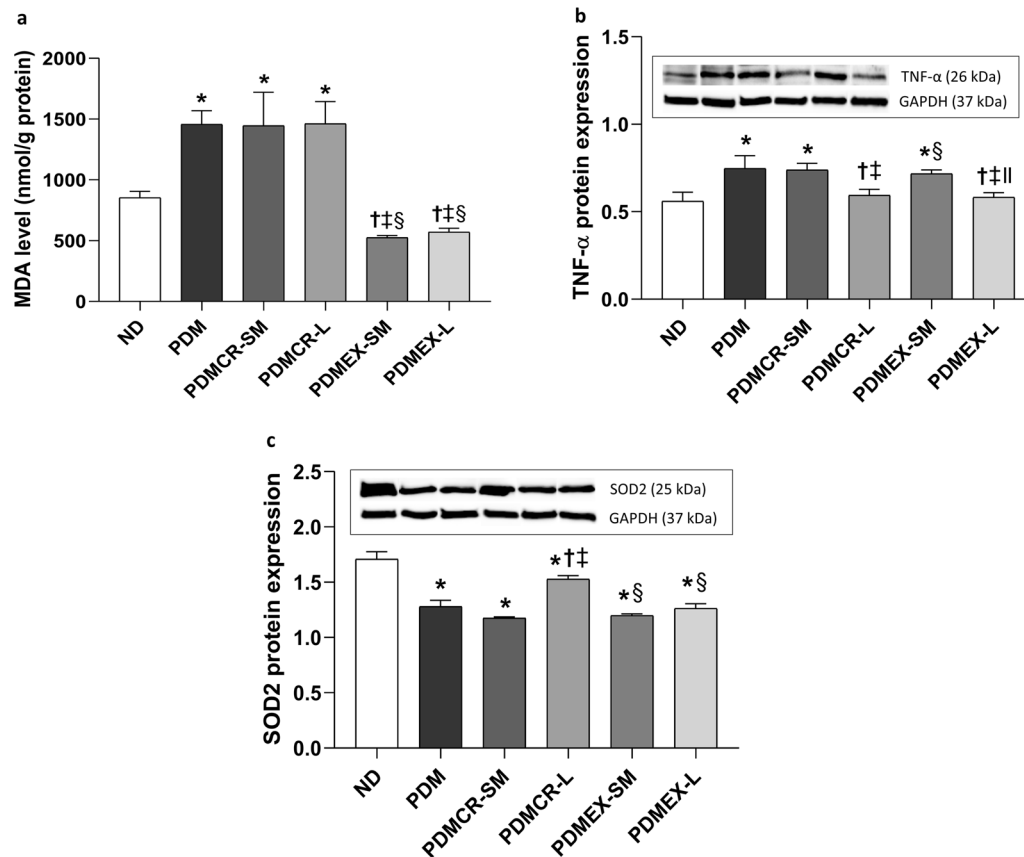 a
MDA level (nmol/g protein)
2000
1500
1000
500
0
*
*
*
†‡§
†‡§
ND
PDM
PDMCR-SM
PDMCR-L
PDMEX-SM
PDMEX-L
b
TNF-α protein expression
1.5
1.0
0.5
0.0
TNF-α (26 kDa)
GAPDH (37 kDa)
*
*
†‡
*§
†‡||
ND
PDM
PDMCR-SM
PDMCR-L
PDMEX-SM
PDMEX-L
c
SOD2 protein expression
2.5
2.0
1.5
1.0
0.5
0.0
SOD2 (25 kDa)
GAPDH (37 kDa)
*
*
*†‡
*§
*§
ND
PDM
PDMCR-SM
PDMCR-L
PDMEX-SM
PDMEX-L